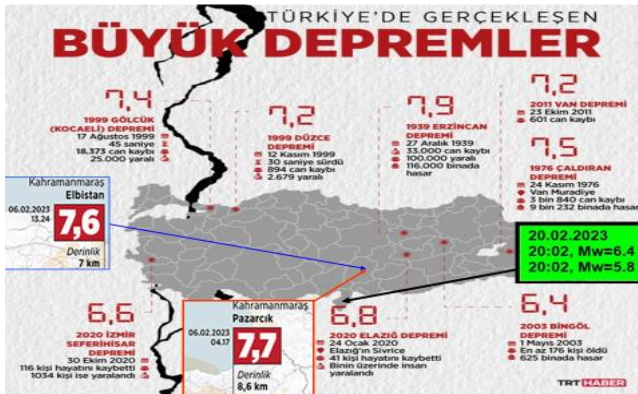 TÜRKİYE'DE GERÇEKLEŞEN
BÜYÜK DEPREMLER
7,4
1999 GÖLCÜK
(KOCAELİ) DEPREMİ
17 Ağustos 1999
45 saniye
18.373 can kaybı
25.000 yaralı
7,2
1999 DÜZCE
DEPREMİ
12 Kasım 1999
30 saniye sürdü
894 can kaybı
2.679 yaralı
7,9
1939 ERZİNCAN
DEPREMİ
27 Aralık 1939
33.000 can kaybı
100.000 yaralı
116.000 binada
hasar
7,2
2011 VAN DEPREMİ
23 Ekim 2011
601 can kaybı
7,5
1976 ÇALDIRAN
DEPREMİ
24 Kasım 1976
Van Muradiye
3 bin 840 can kaybı
9 bin 232 binada hasar
Kahramanmaraş
Elbistan
06.02.2023
13.24
7,6
Derinlik
7 km
20.02.2023
20:02, Mw=6.4
20:02, Mw=5.8
6,6
2020 İZMİR
SEFERİHİSAR
DEPREMİ
30 Ekim 2020
116 kişi hayatını kaybetti
1034 kişi ise yaralandı
Kahramanmaraş
Pazarcık
06.02.2023
04.17
7,7
Derinlik
8,6 km
6,8
2020 ELAZIĞ DEPREMİ
24 Ocak 2020
Elazığ'ın Sivrice
41 kişi hayatını kaybetti
Binin üzerinde insan
yaralandı
6,4
2003 BİNGÖL
DEPREMİ
1 Mayıs 2003
En az 176 kişi öldü
625 binada hasar
TRT HABER